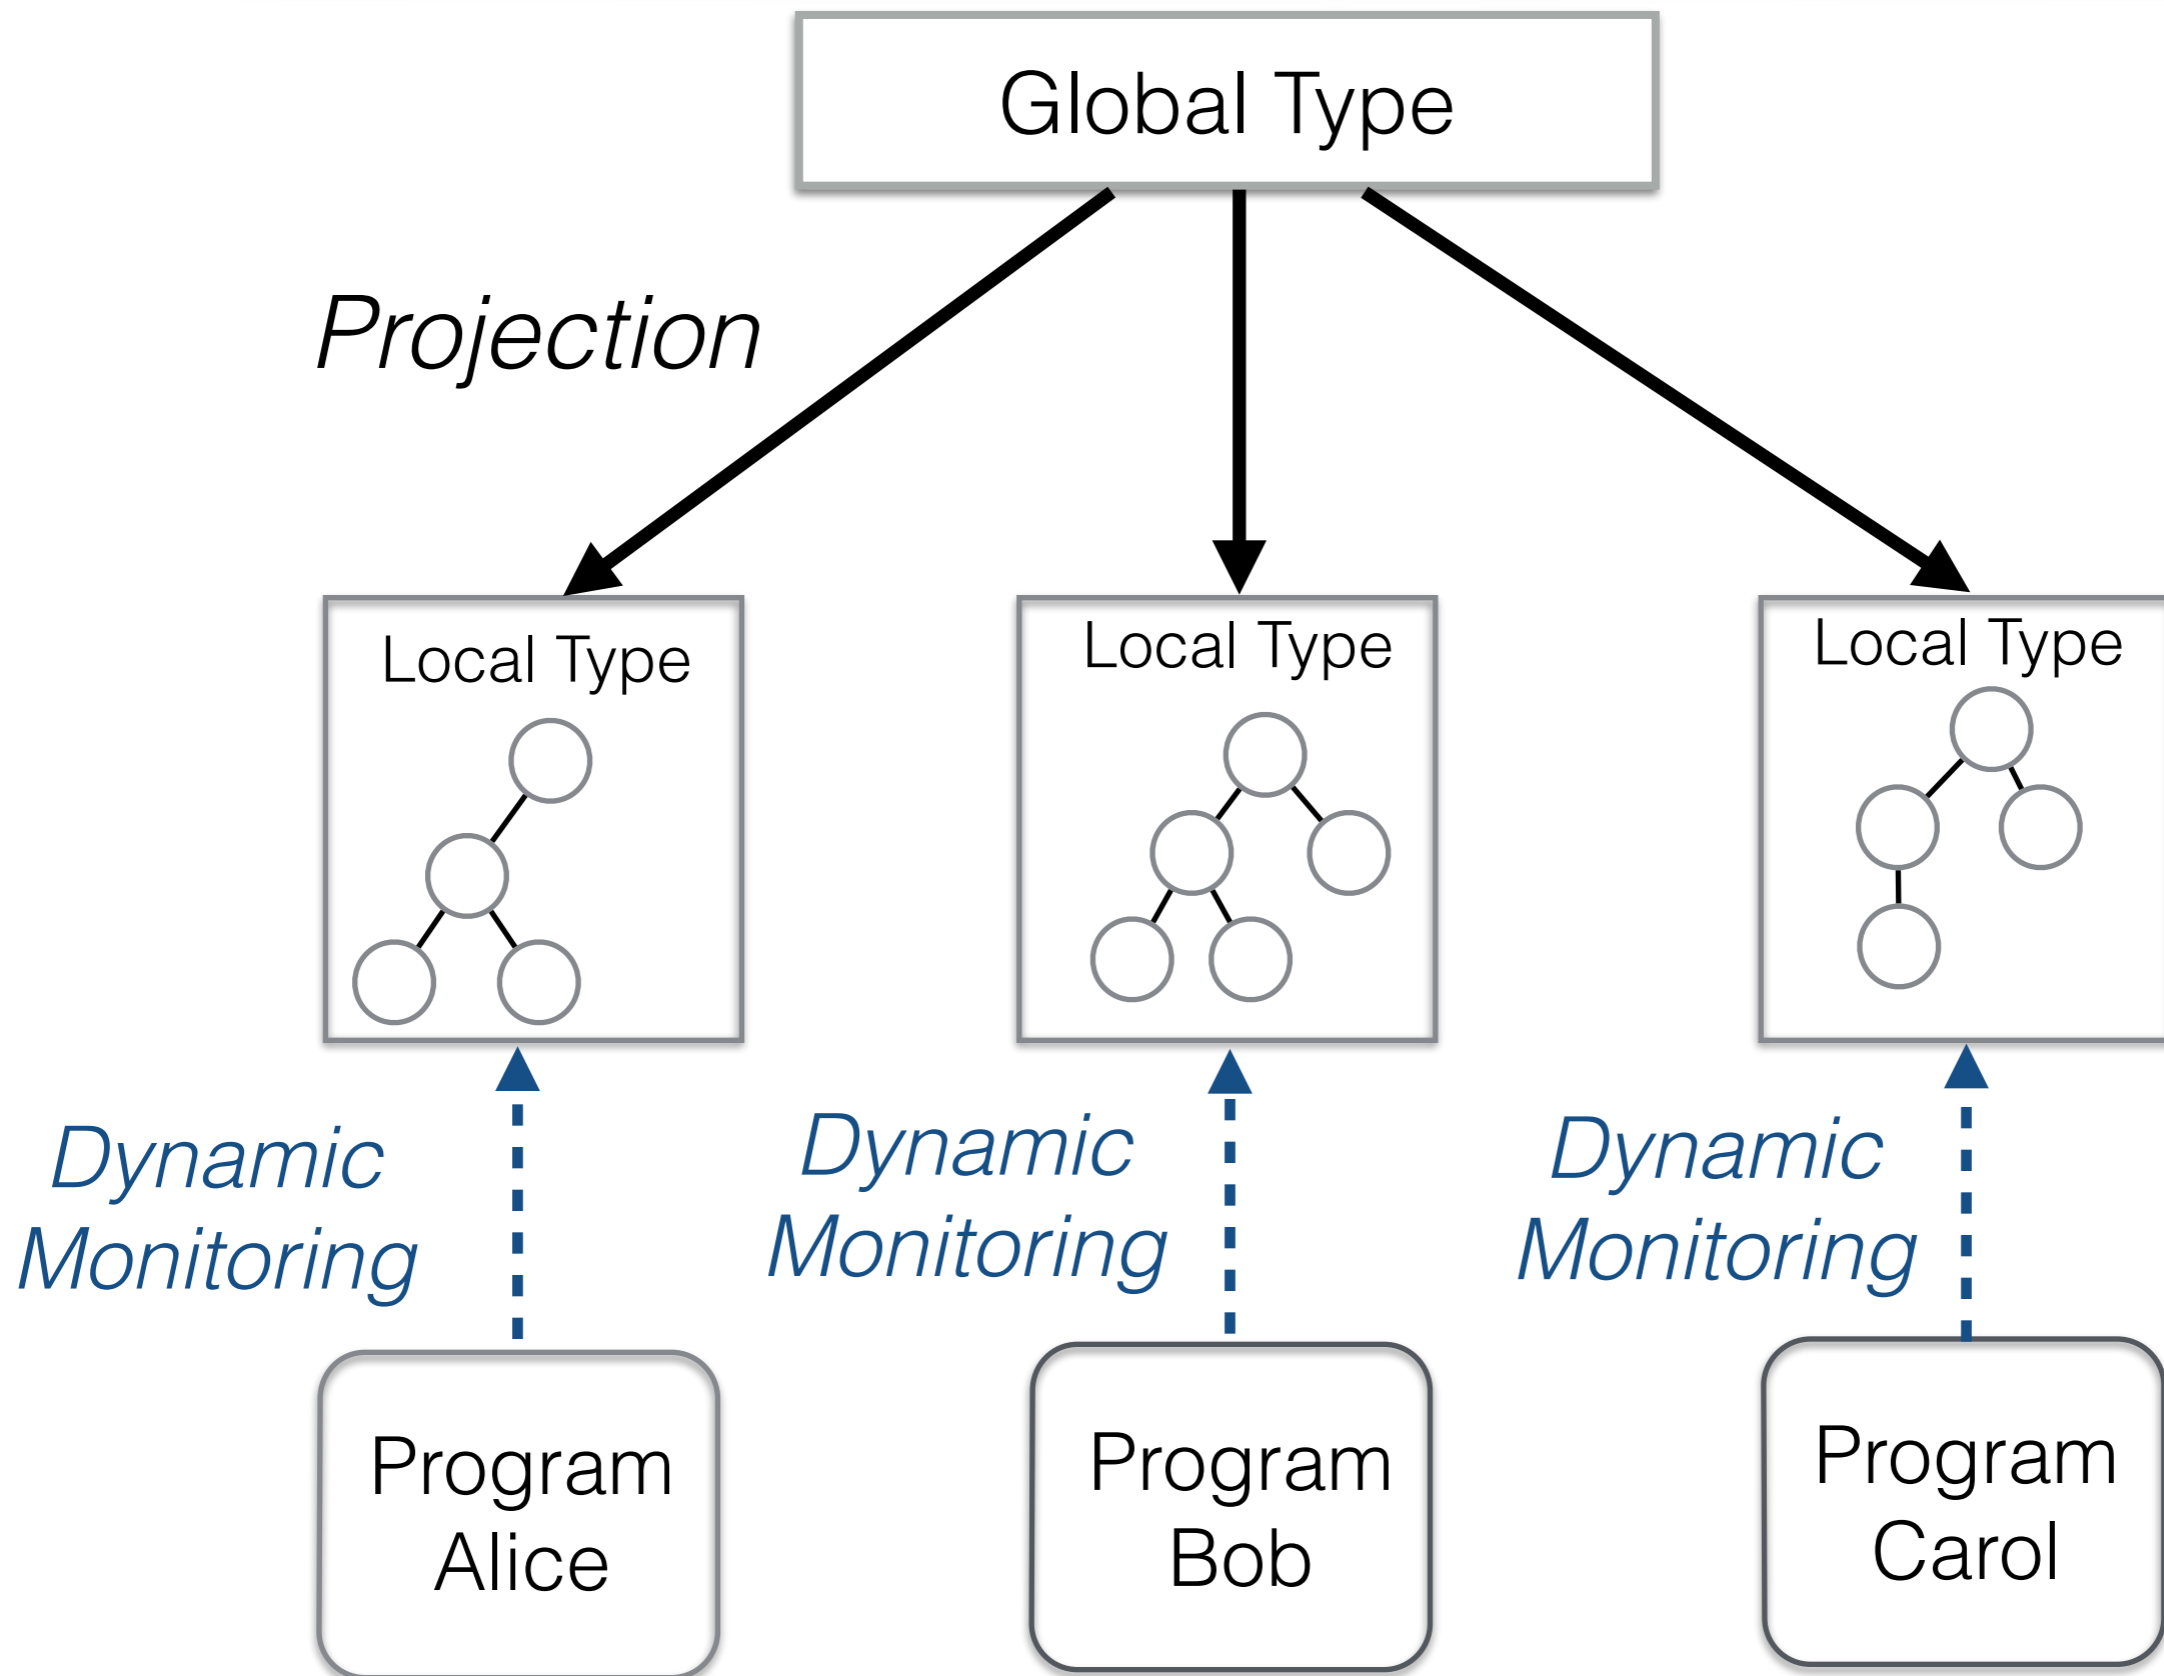 Global Type
Projection
Local Type
Local Type
Local Type
Dynamic
Monitoring
Dynamic
Monitoring
Dynamic
Monitoring
Program
Alice
Program
Bob
Program
Carol